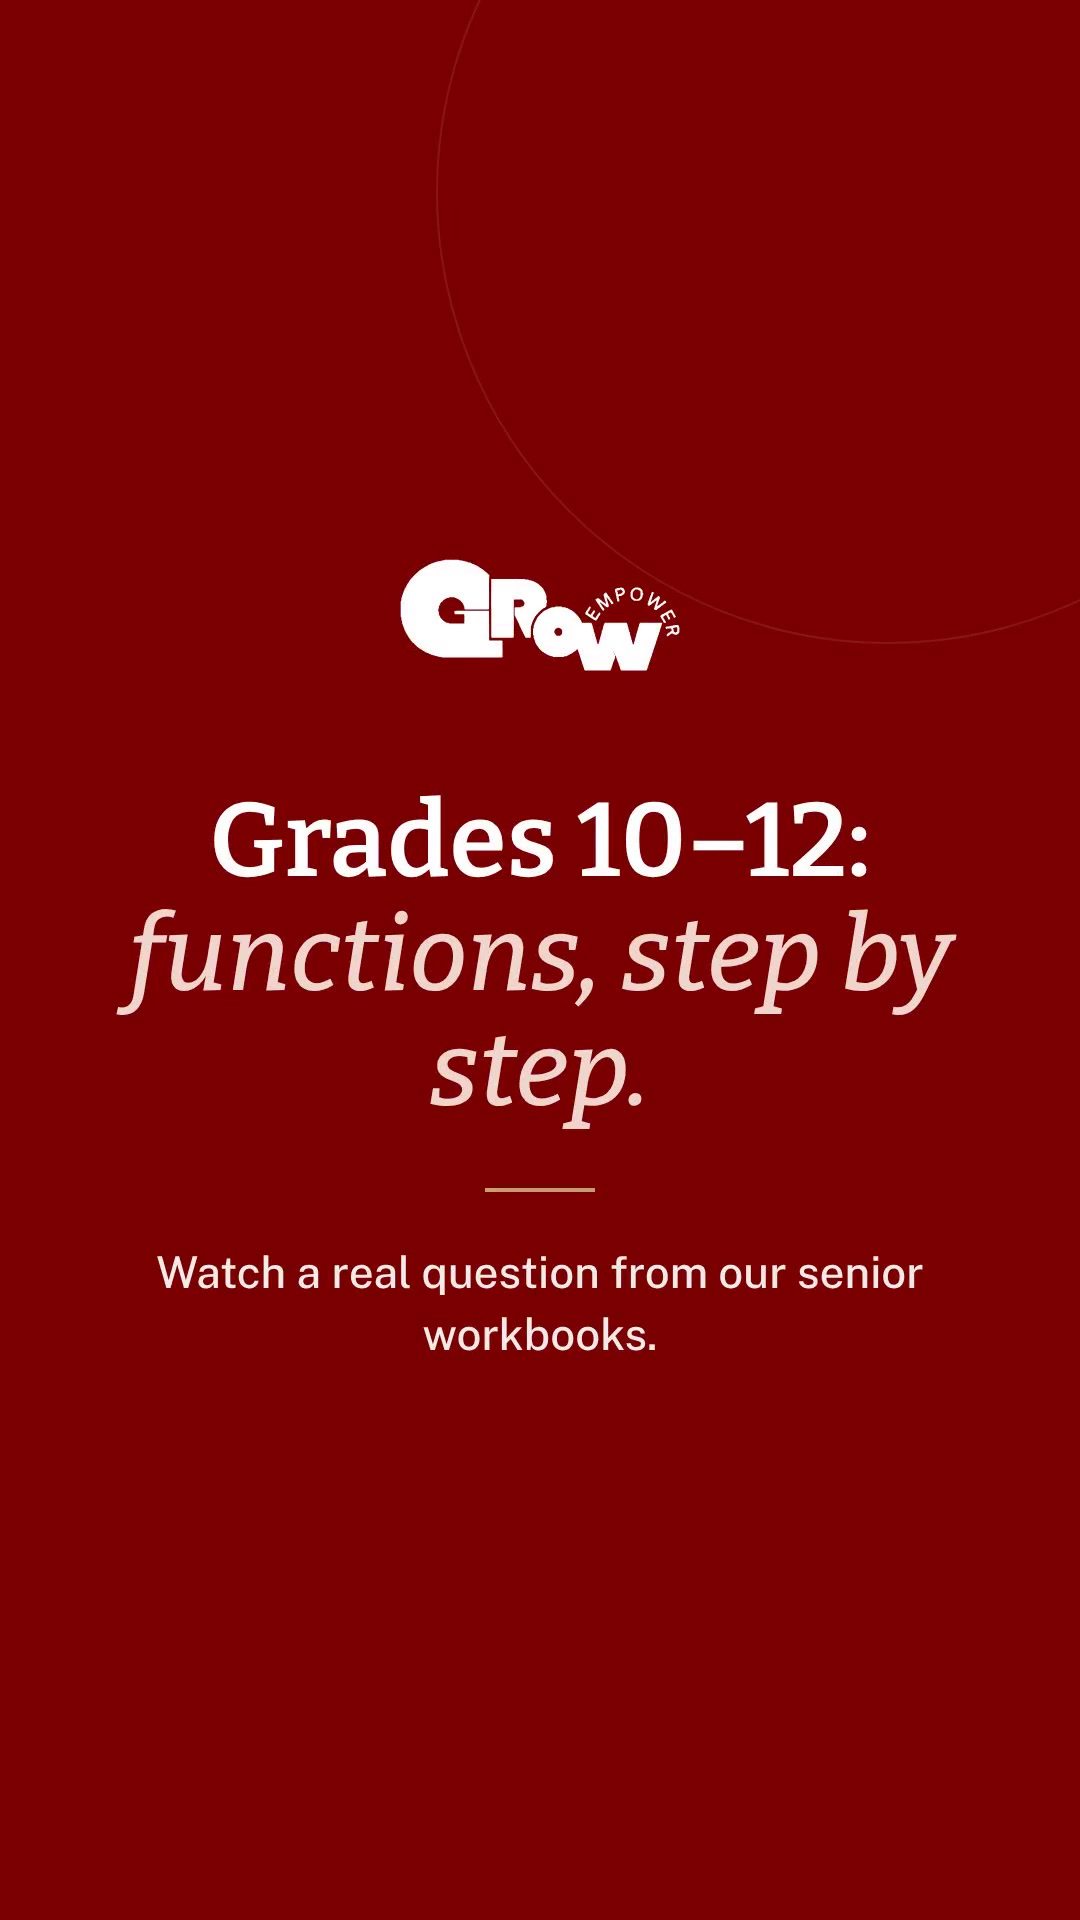 GROW EMPOWER
Grades 10–12:
functions, step by
step.
Watch a real question from our senior
workbooks.